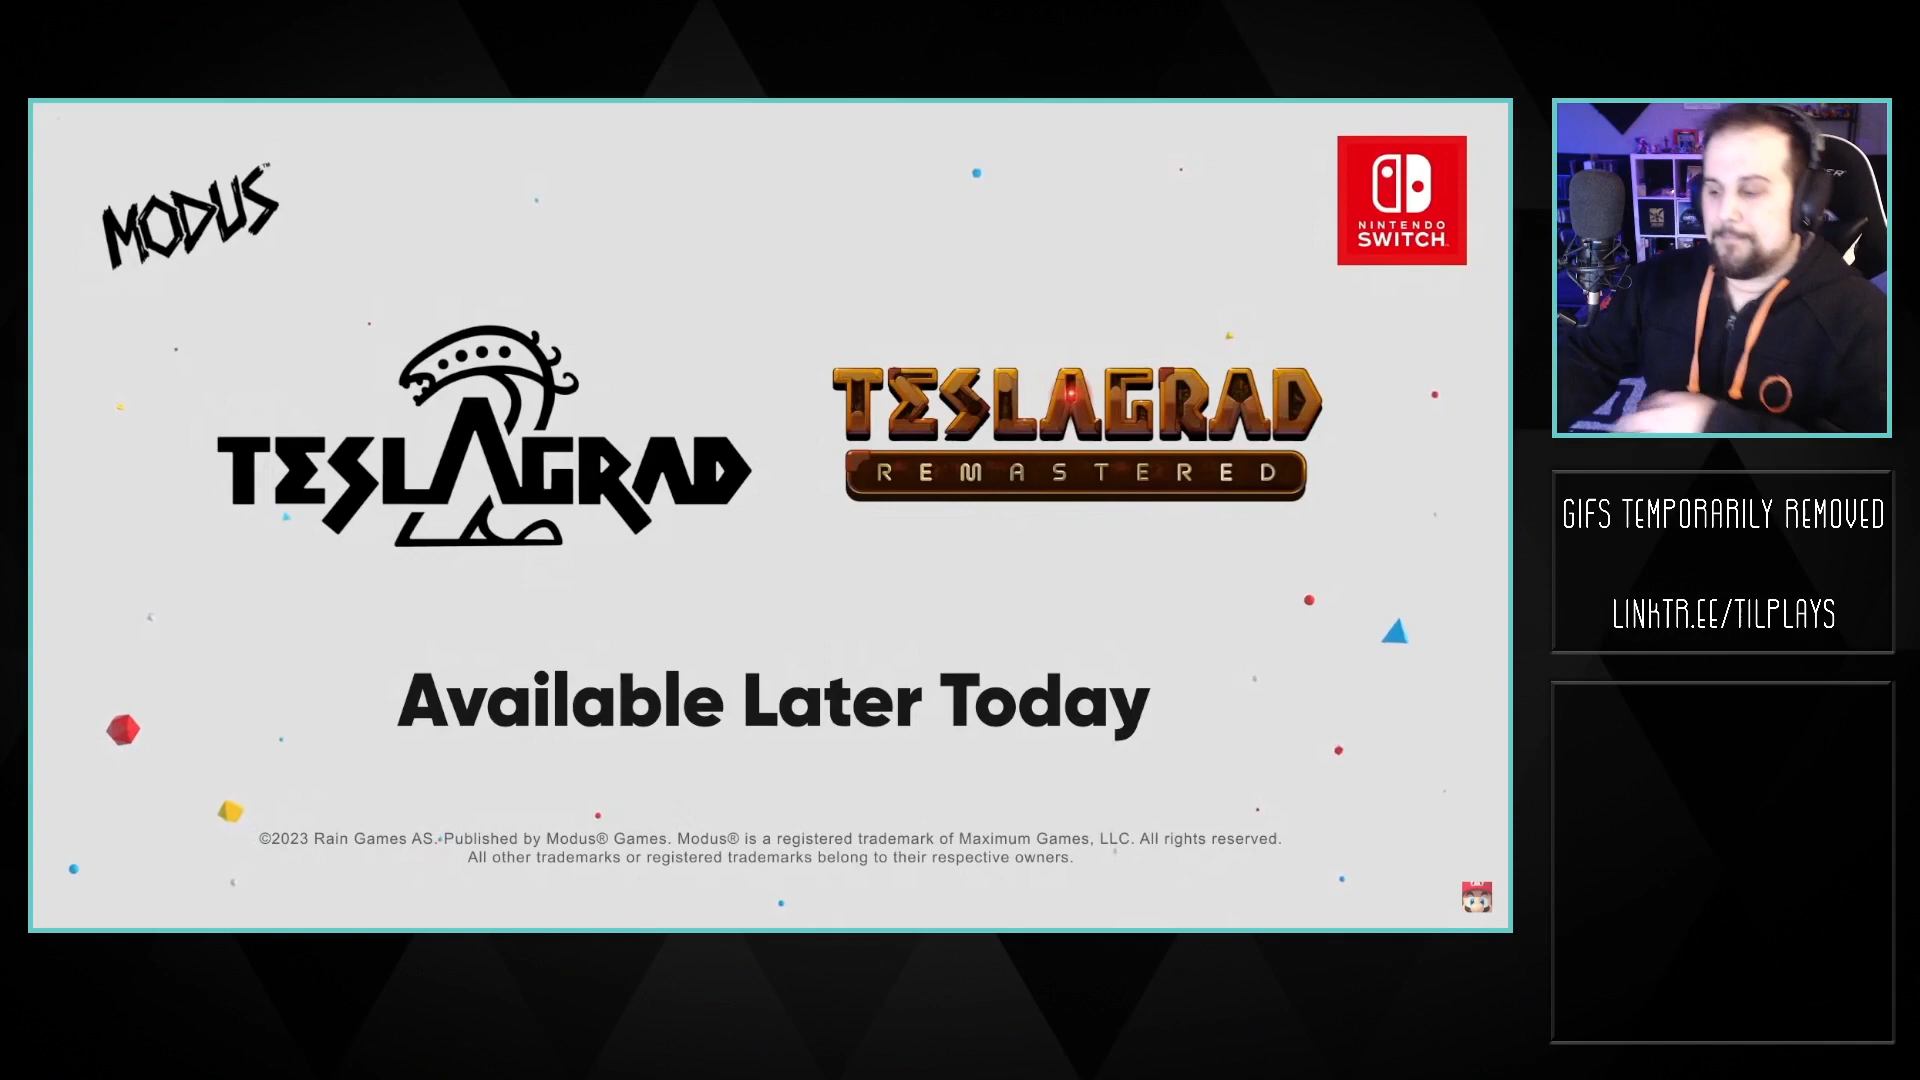 MODUS™
NINTENDO
SWITCH™
TESLAGRAD
TESLAGRAD
REMASTERED
Available Later Today
©2023 Rain Games AS. Published by Modus® Games. Modus® is a registered trademark of Maximum Games, LLC. All rights reserved.
All other trademarks or registered trademarks belong to their respective owners.
GIFS TEMPORARILY REMOVED
LINKTR.EE/TILPLAYS